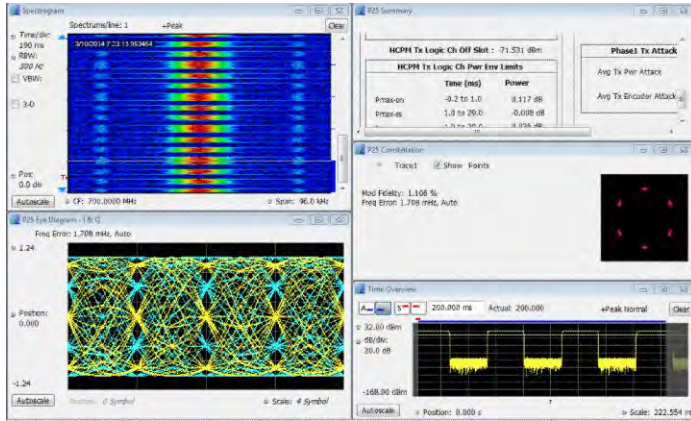 Spectrogram
Time/div:
190 ms
RBW:
300 Hz
VBW:
3-D
Pos:
0.0 div
Autoscale
Spectrums/line: 1
+Peak
Clear
3/10/2014 7:23:13.953464
CF: 700.0000 MHz
Span: 96.0 kHz
P25 Summary
HCPM Tx Logic Ch Off Slot : -71.531 dBm
HCPM Tx Logic Ch Pwr Env Limits
Time (ms) Power
Pmax-on -0.2 to 1.0 0.117 dB
Pmax-ss 1.0 to 20.0 -0.008 dB
Phase1 Tx Attack
Avg Tx Pwr Attack
Avg Tx Encoder Attack
P25 Constellation
Trace1 Show Points
Mod Fidelity: 1.106 %
Freq Error: 1.708 mHz, Auto
P25 Eye Diagram - I & Q
Freq Error: 1.708 mHz, Auto
1.24
Position:
0.000
-1.24
Autoscale
Position: 0 Symbol
Scale: 4 Symbol
Time Overview
200.000 ms
Actual: 200.000
+Peak Normal
Clear
32.00 dBm
dB/div:
20.0 dB
-168.00 dBm
Autoscale
Position: 0.000 s
Scale: 222.554 ms